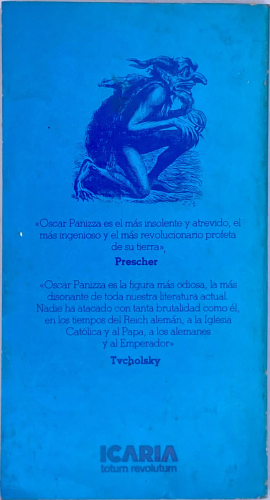 «Oscar Panizza es el más insolente y atrevido, el
más ingenioso y el más revolucionario profeta
de su tierra»,
Prescher
«Oscar Panizza es la figura más odiosa, la más
disonante de toda nuestra literatura actual.
Nadie ha atacado con tanta brutalidad como él,
en los tiempos del Reich alemán, a la Iglésia
Católica y al Papa, a los alemanes
y al Emperador»
Tvcholsky
ICARIA
totum revolutum